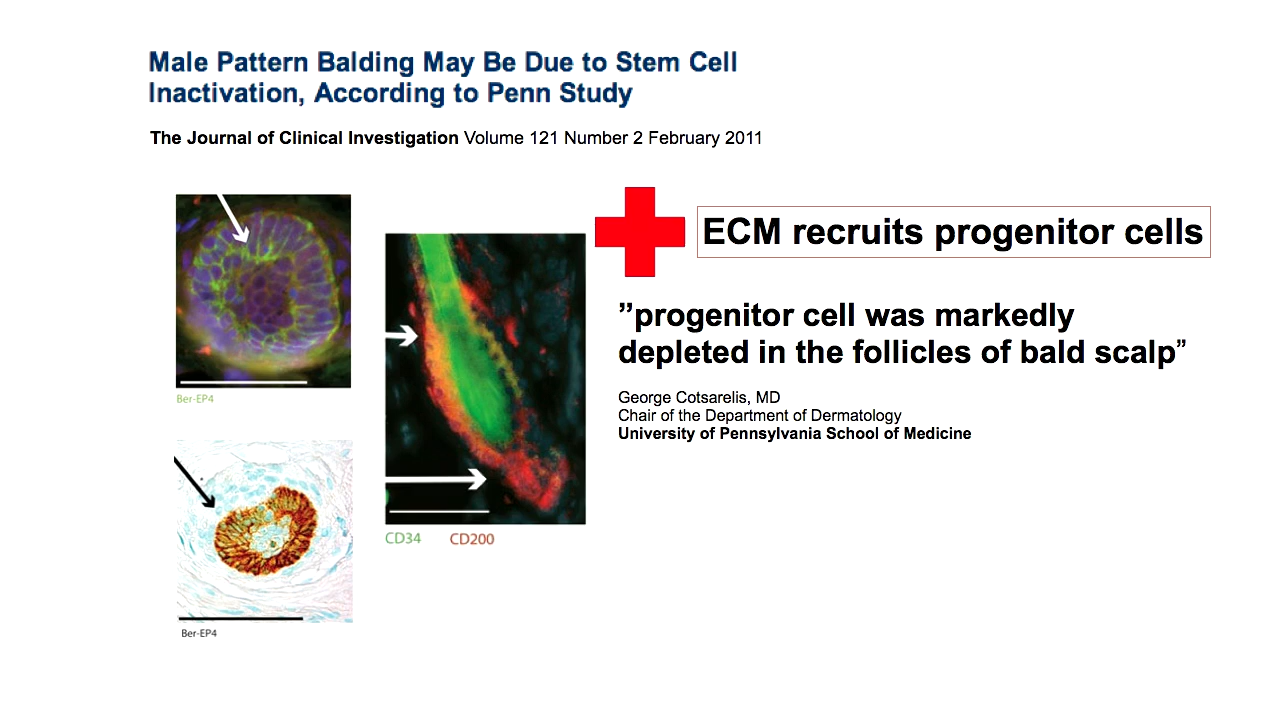 Male Pattern Balding May Be Due to Stem Cell
Inactivation, According to Penn Study
The Journal of Clinical Investigation Volume 121 Number 2 February 2011
ECM recruits progenitor cells
”progenitor cell was markedly
depleted in the follicles of bald scalp”
George Cotsarelis, MD
Chair of the Department of Dermatology
University of Pennsylvania School of Medicine
Ber-EP4
CD34 CD200
Ber-EP4